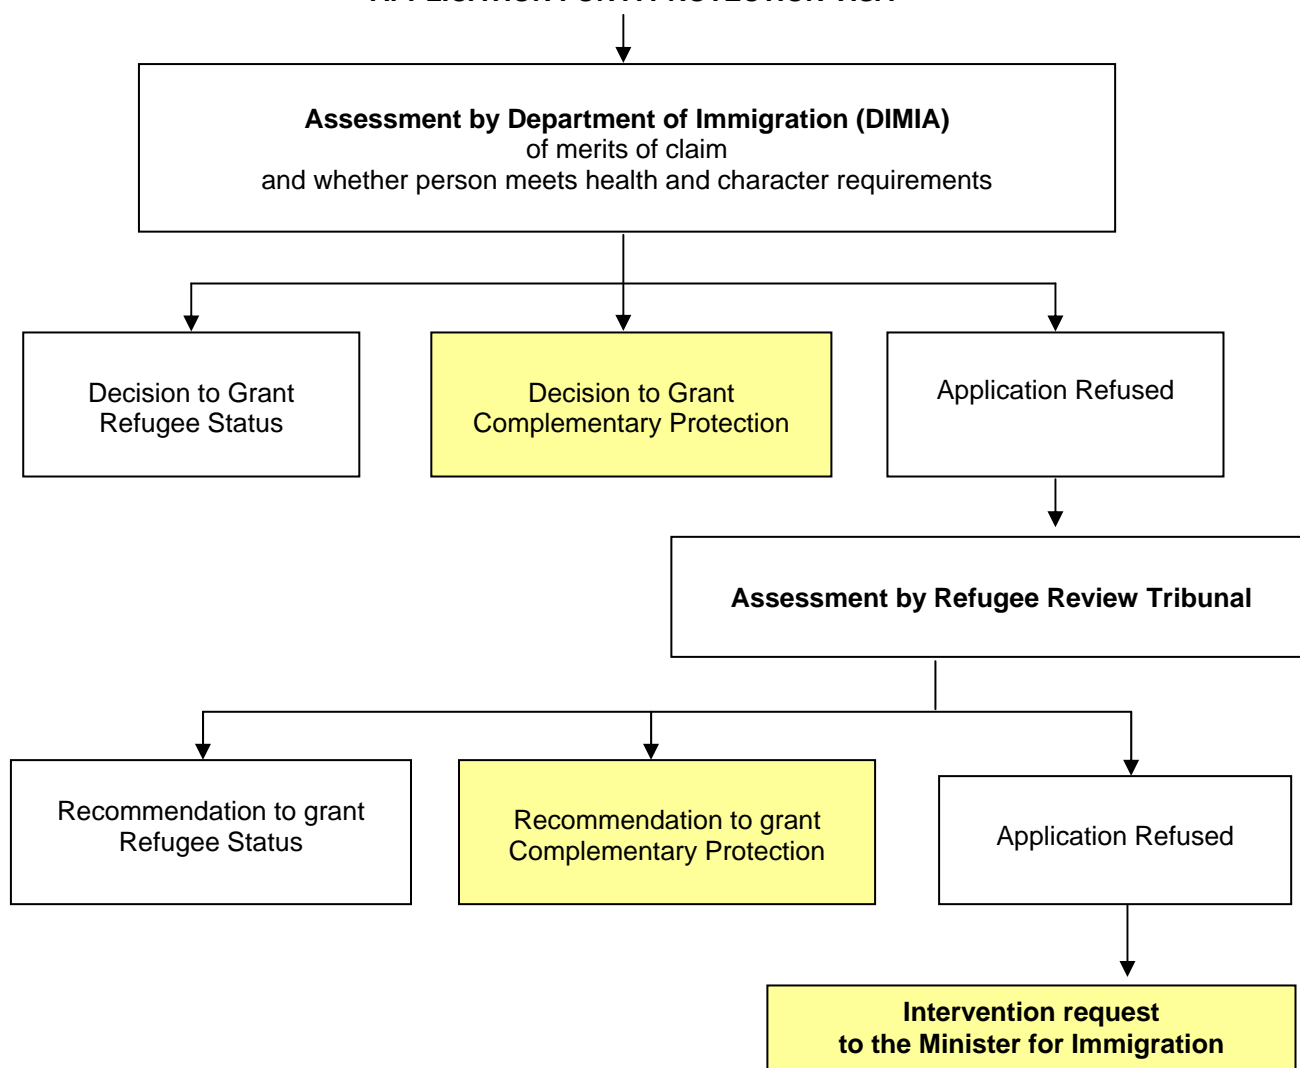 Assessment by Department of Immigration (DIMIA)
of merits of claim
and whether person meets health and character requirements
Decision to Grant
Refugee Status
Decision to Grant
Complementary Protection
Application Refused
Assessment by Refugee Review Tribunal
Recommendation to grant
Refugee Status
Recommendation to grant
Complementary Protection
Application Refused
Intervention request
to the Minister for Immigration